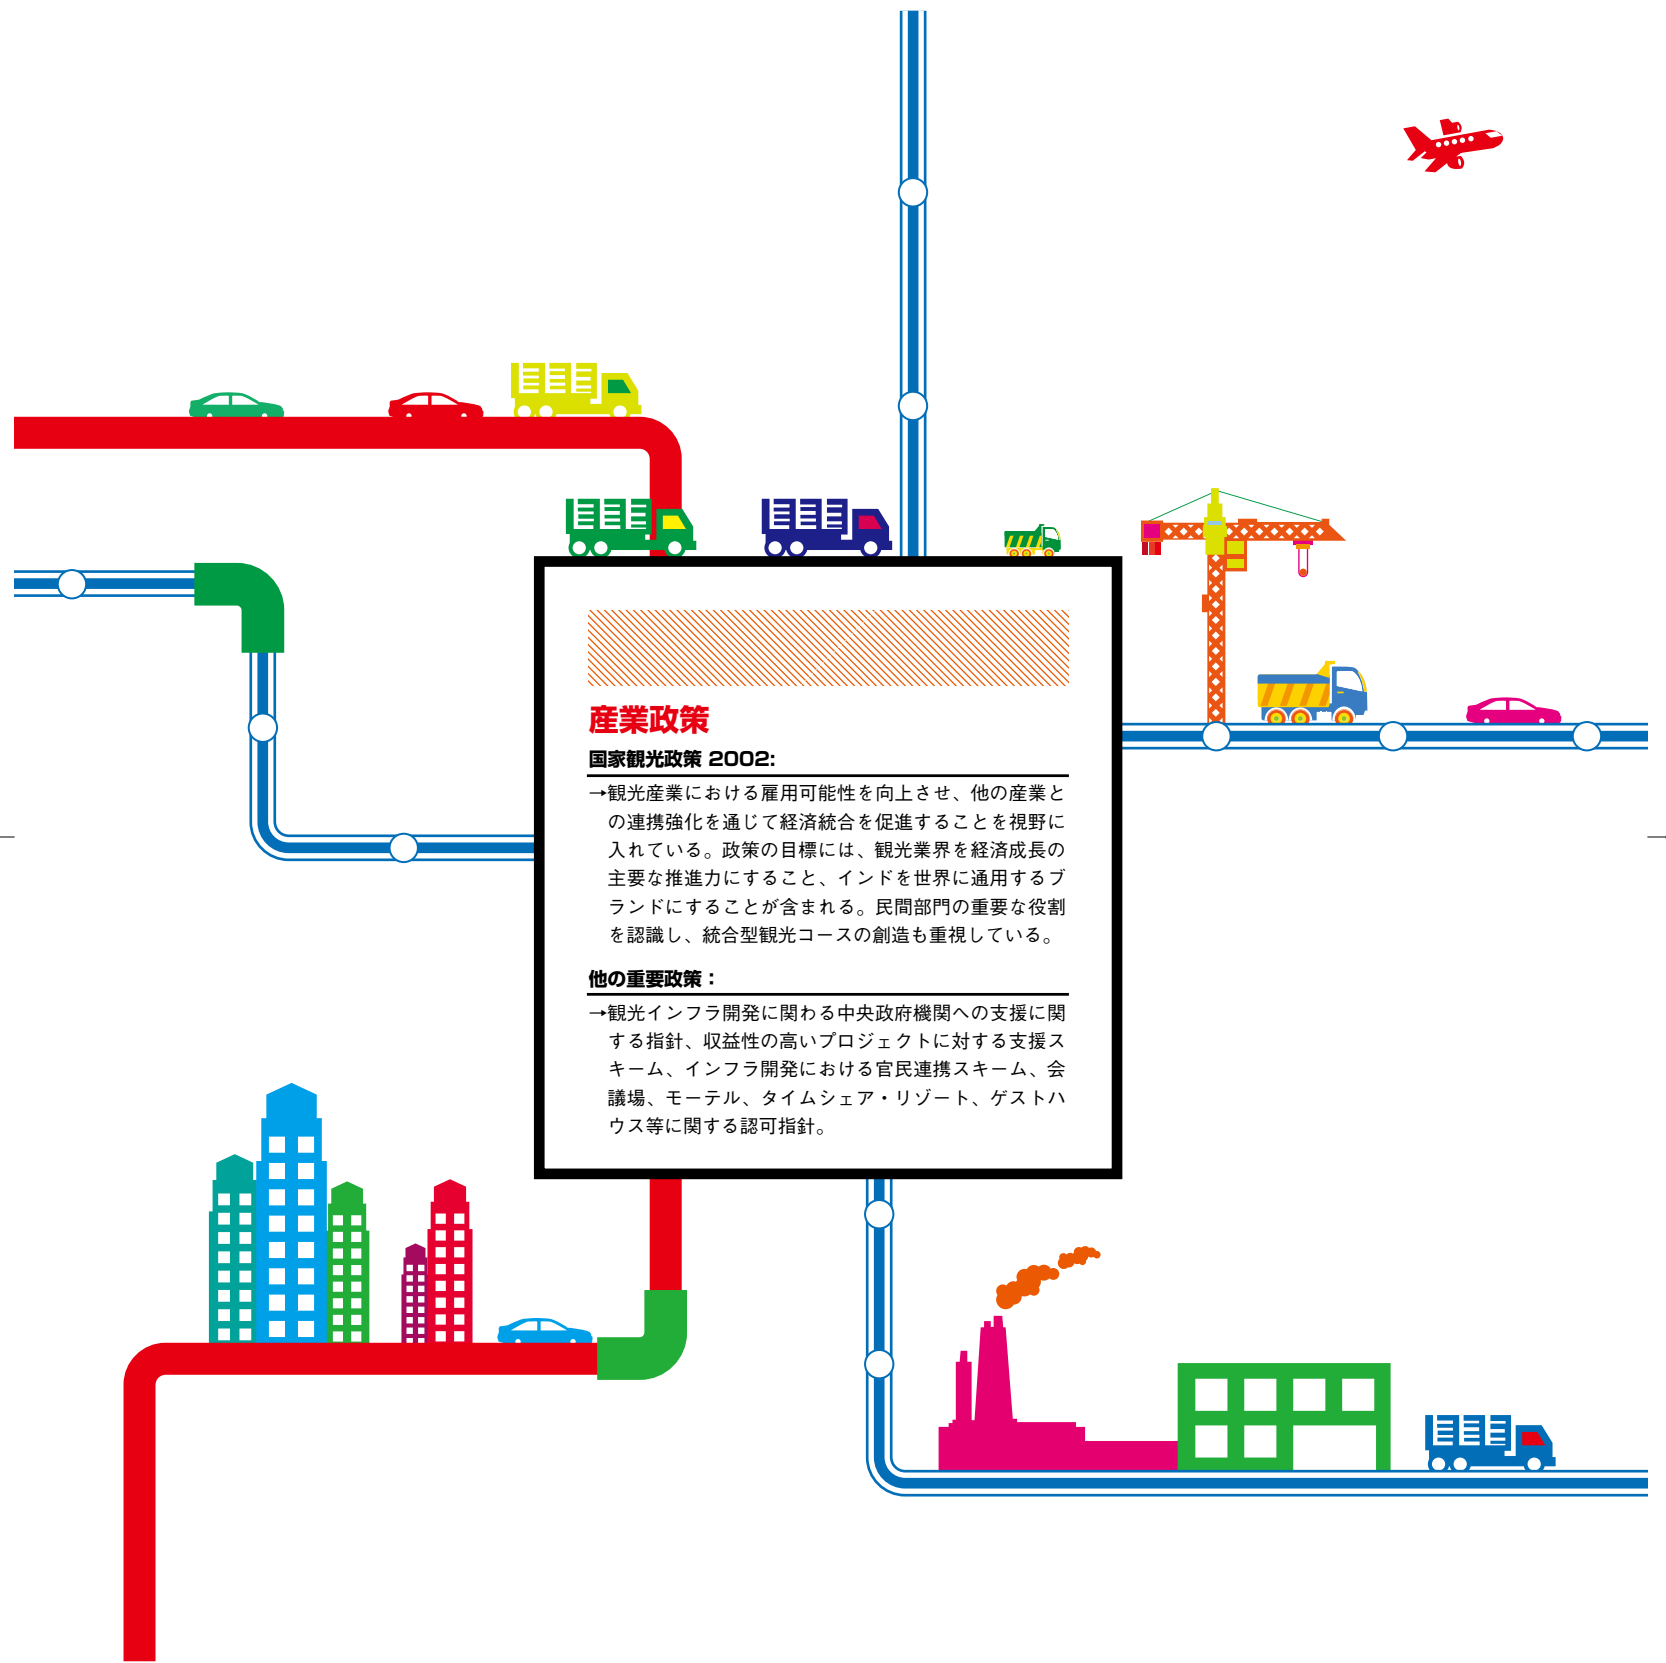 産業政策
国家観光政策 2002:
→観光産業における雇用可能性を向上させ、他の産業と
の連携強化を通じて経済統合を促進することを視野に
入れている。政策の目標には、観光業界を経済成長の
主要な推進力にすること、インドを世界に通用するブ
ランドにすることが含まれる。民間部門の重要な役割
を認識し、統合型観光コースの創造も重視している。
他の重要政策：
→観光インフラ開発に関わる中央政府機関への支援に関
する指針、収益性の高いプロジェクトに対する支援ス
キーム、インフラ開発における官民連携スキーム、会
議場、モーテル、タイムシェア・リゾート、ゲストハ
ウス等に関する認可指針。